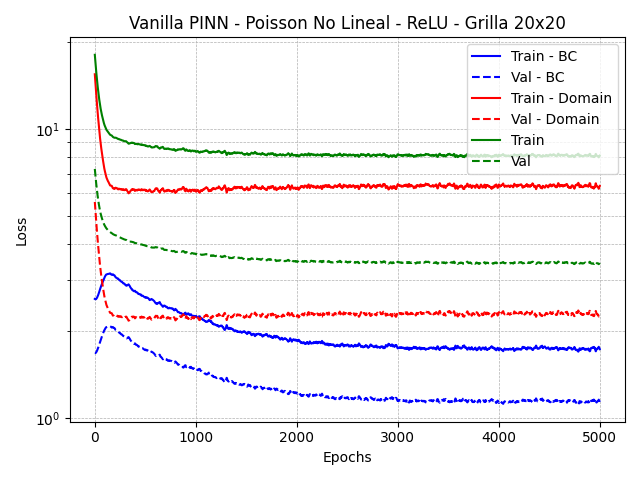 Vanilla PINN - Poisson No Lineal - ReLU - Grilla 20x20
Train - BC
Val - BC
Train - Domain
Val - Domain
Train
Val
10¹
10⁰
Loss
0
1000
2000
3000
4000
5000
Epochs